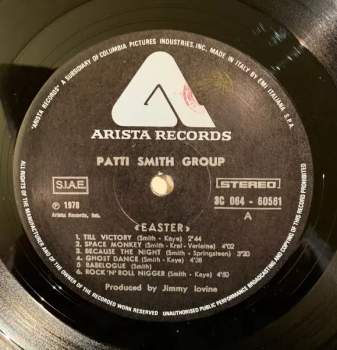 "ARISTA RECORDS" A SUBSIDIARY OF COLUMBIA PICTURES INDUSTRIES, INC. MADE IN ITALY BY EMI ITALIANA, S.P.A.
ARISTA RECORDS
PATTI SMITH GROUP
S.I.A.E.
STEREO
℗ 1978
Arista Records, Inc.
3C 064 - 60561
A
«EASTER»
1 TILL VICTORY (Smith - Kaye) 2'44
2 SPACE MONKEY (Smith - Kral - Verlaine) 4'02
3 BECAUSE THE NIGHT (Smith - Springsteen) 3'20
4 GHOST DANCE (Smith - Kaye) 4'38
5 BABELOGUE (Smith)
6 ROCK 'N' ROLL NIGGER (Smith - Kaye) 4'50
Produced by Jimmy Iovine
ALL RIGHTS OF THE RECORD PRODUCER AND OF THE OWNER OF THE WORK REPRODUCED RESERVED UNAUTHORISED PUBLIC PERFORMANCE BROADCASTING AND COPYING OF THIS RECORD PROHIBITED